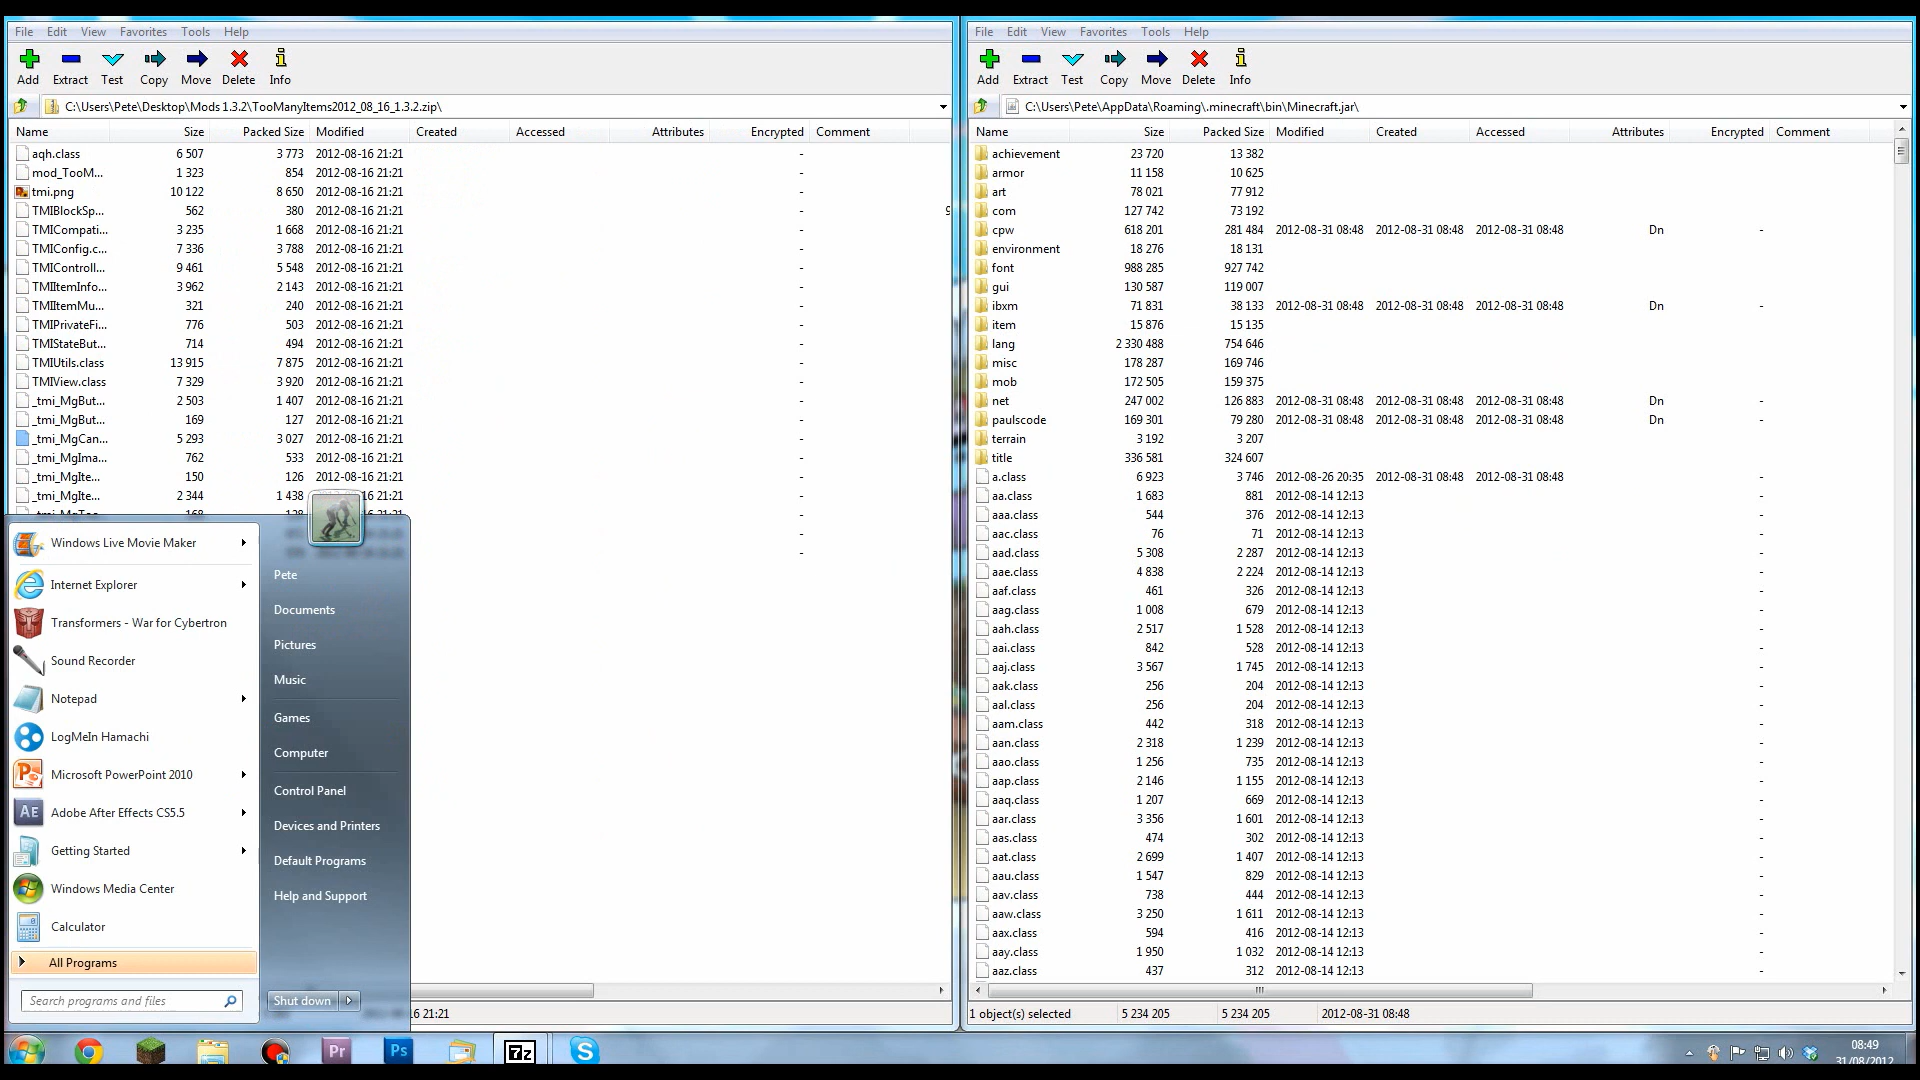 File Edit View Favorites Tools Help
Add Extract Test Copy Move Delete Info
C:\Users\Pete\Desktop\Mods 1.3.2\TooManyItems2012_08_16_1.3.2.zip\
Name Size Packed Size Modified Created Accessed Attributes Encrypted Comment
aqh.class 6 507 3 773 2012-08-16 21:21 -
mod_TooM... 1 323 854 2012-08-16 21:21 -
tmi.png 10 122 8 650 2012-08-16 21:21 -
TMIBlockSp... 562 380 2012-08-16 21:21 -
TMICompati... 3 235 1 668 2012-08-16 21:21 -
TMIConfig.c... 7 336 3 788 2012-08-16 21:21 -
TMIControll... 9 461 5 548 2012-08-16 21:21 -
TMIItemInfo... 3 962 2 143 2012-08-16 21:21 -
TMIItemMu... 321 240 2012-08-16 21:21 -
TMIPrivateFi... 776 503 2012-08-16 21:21 -
TMIStateBut... 714 494 2012-08-16 21:21 -
TMIUtils.class 13 915 7 875 2012-08-16 21:21 -
TMIView.class 7 329 3 920 2012-08-16 21:21 -
_tmi_MgBut... 2 503 1 407 2012-08-16 21:21 -
_tmi_MgBut... 169 127 2012-08-16 21:21 -
_tmi_MgCan... 5 293 3 027 2012-08-16 21:21 -
_tmi_MgIma... 762 533 2012-08-16 21:21 -
_tmi_MgIte... 150 126 2012-08-16 21:21 -
_tmi_MgIte... 2 344 1 438 16 21:21 -
Windows Live Movie Maker
Internet Explorer
Transformers - War for Cybertron
Sound Recorder
Notepad
LogMeIn Hamachi
Microsoft PowerPoint 2010
Adobe After Effects CS5.5
Getting Started
Windows Media Center
Calculator
All Programs
Search programs and files
Pete
Documents
Pictures
Music
Games
Computer
Control Panel
Devices and Printers
Default Programs
Help and Support
Shut down
16 21:21
File Edit View Favorites Tools Help
Add Extract Test Copy Move Delete Info
C:\Users\Pete\AppData\Roaming\.minecraft\bin\Minecraft.jar\
Name Size Packed Size Modified Created Accessed Attributes Encrypted Comment
achievement 23 720 13 382
armor 11 158 10 625
art 78 021 77 912
com 127 742 73 192
cpw 618 201 281 484 2012-08-31 08:48 2012-08-31 08:48 2012-08-31 08:48 Dn -
environment 18 276 18 131
font 988 285 927 742
gui 130 587 119 007
ibxm 71 831 38 133 2012-08-31 08:48 2012-08-31 08:48 2012-08-31 08:48 Dn -
item 15 876 15 135
lang 2 330 488 754 646
misc 178 287 169 746
mob 172 505 159 375
net 247 002 126 883 2012-08-31 08:48 2012-08-31 08:48 2012-08-31 08:48 Dn -
paulscode 169 301 79 280 2012-08-31 08:48 2012-08-31 08:48 2012-08-31 08:48 Dn -
terrain 3 192 3 207
title 336 581 324 607
a.class 6 923 3 746 2012-08-26 20:35 2012-08-31 08:48 2012-08-31 08:48 -
aa.class 1 683 881 2012-08-14 12:13 -
aaa.class 544 376 2012-08-14 12:13 -
aac.class 76 71 2012-08-14 12:13 -
aad.class 5 308 2 287 2012-08-14 12:13 -
aae.class 4 838 2 224 2012-08-14 12:13 -
aaf.class 461 326 2012-08-14 12:13 -
aag.class 1 008 679 2012-08-14 12:13 -
aah.class 2 517 1 528 2012-08-14 12:13 -
aai.class 842 528 2012-08-14 12:13 -
aaj.class 3 567 1 745 2012-08-14 12:13 -
aak.class 256 204 2012-08-14 12:13 -
aal.class 256 204 2012-08-14 12:13 -
aam.class 442 318 2012-08-14 12:13 -
aan.class 2 318 1 239 2012-08-14 12:13 -
aao.class 1 256 735 2012-08-14 12:13 -
aap.class 2 146 1 155 2012-08-14 12:13 -
aaq.class 1 207 669 2012-08-14 12:13 -
aar.class 3 356 1 601 2012-08-14 12:13 -
aas.class 474 302 2012-08-14 12:13 -
aat.class 2 699 1 407 2012-08-14 12:13 -
aau.class 1 547 829 2012-08-14 12:13 -
aav.class 738 444 2012-08-14 12:13 -
aaw.class 3 250 1 611 2012-08-14 12:13 -
aax.class 594 416 2012-08-14 12:13 -
aay.class 1 950 1 032 2012-08-14 12:13 -
aaz.class 437 312 2012-08-14 12:13 -
1 object(s) selected 5 234 205 5 234 205 2012-08-31 08:48
Pr Ps 7z
08:49
31/08/2012